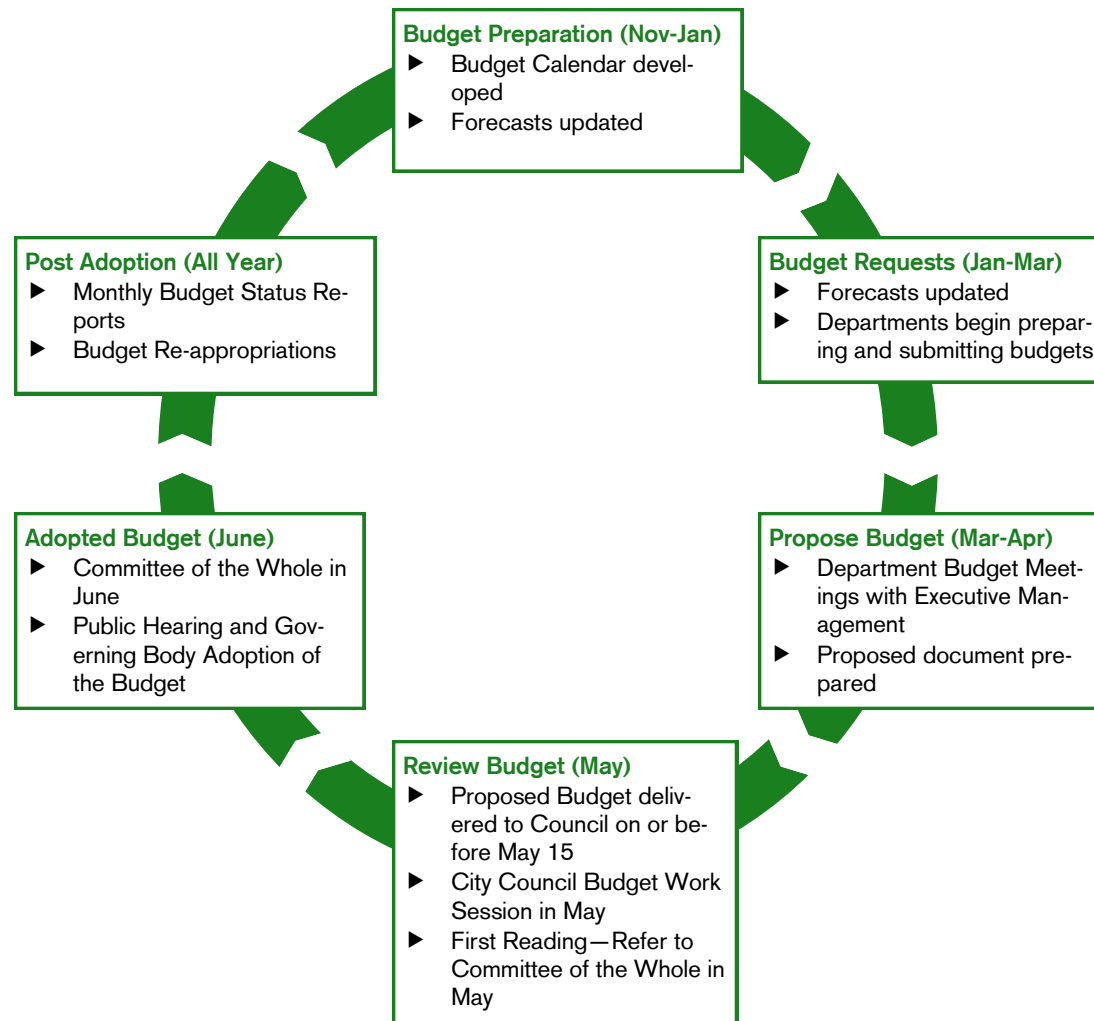 Budget Preparation (Nov-Jan)
▶ Budget Calendar devel-
oped
▶ Forecasts updated
Budget Requests (Jan-Mar)
▶ Forecasts updated
▶ Departments begin prepar-
ing and submitting budgets
Propose Budget (Mar-Apr)
▶ Department Budget Meet-
ings with Executive Man-
agement
▶ Proposed document pre-
pared
Review Budget (May)
▶ Proposed Budget deliv-
ered to Council on or be-
fore May 15
▶ City Council Budget Work
Session in May
▶ First Reading—Refer to
Committee of the Whole in
May
Adopted Budget (June)
▶ Committee of the Whole in
June
▶ Public Hearing and Gov-
erning Body Adoption of
the Budget
Post Adoption (All Year)
▶ Monthly Budget Status Re-
ports
▶ Budget Re-appropriations